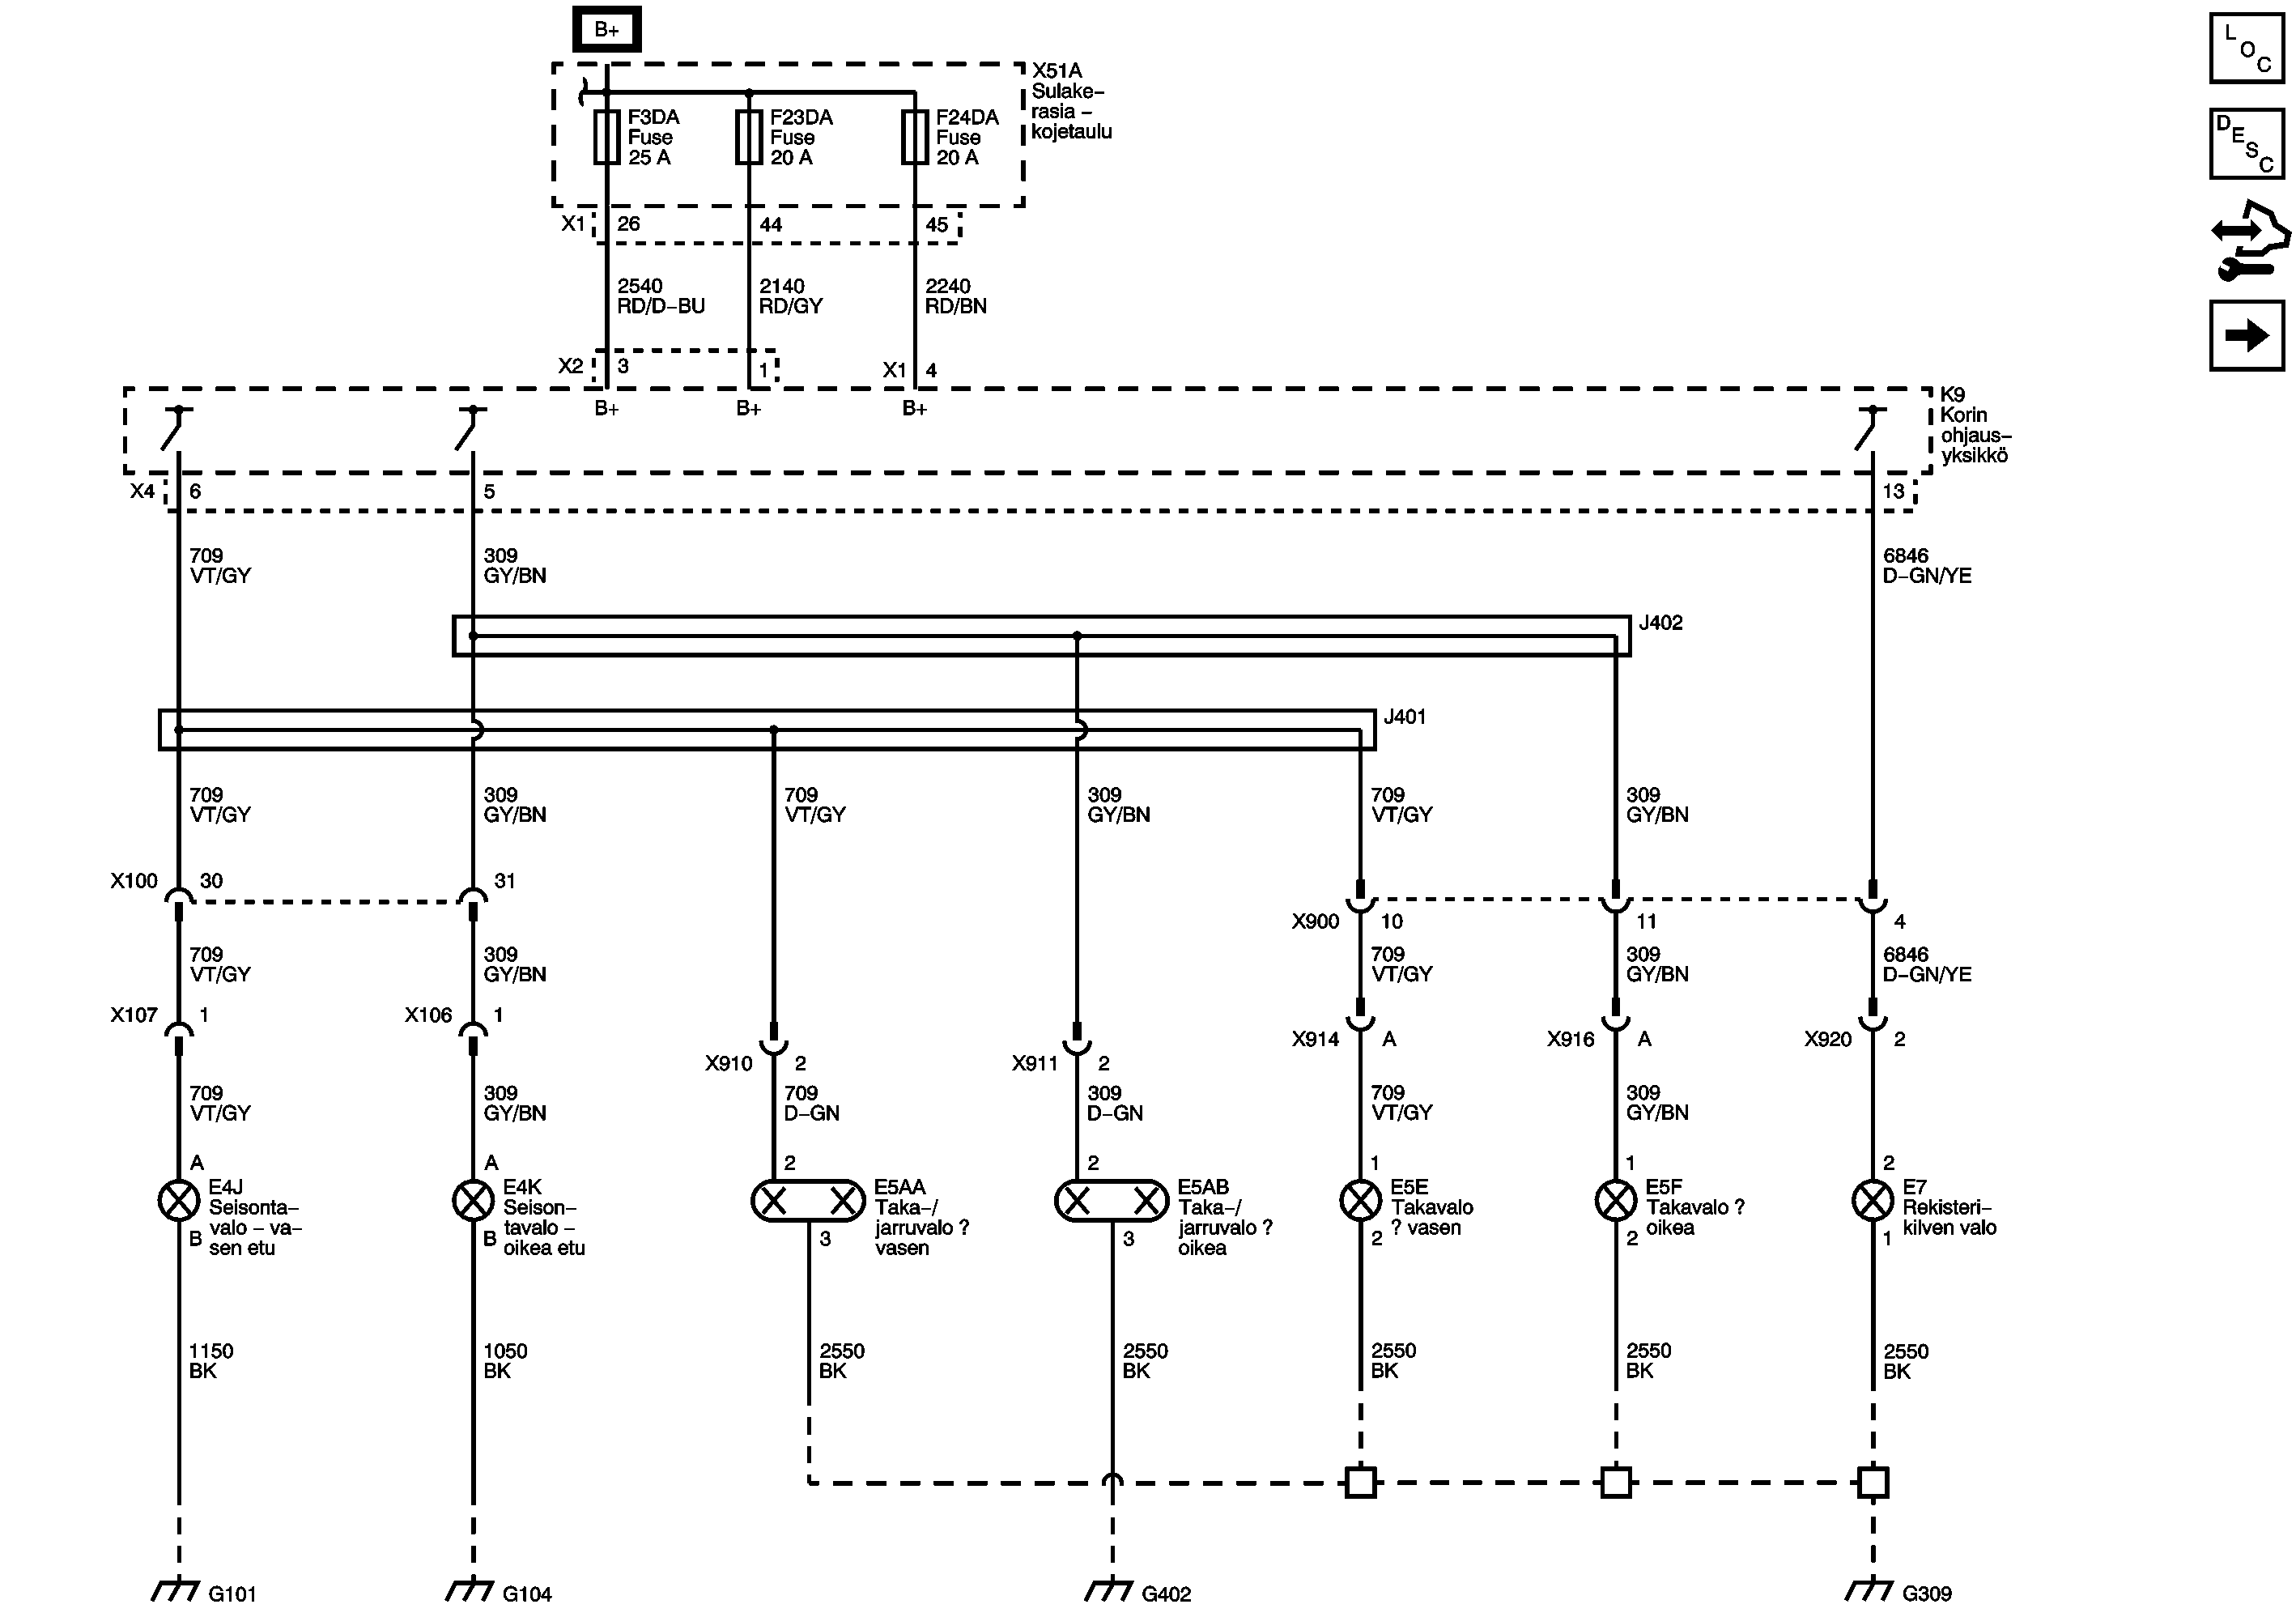 B+
L
O
C
X51A
Sulake–
rasia –
kojetaulu
F3DA
Fuse
25 A
F23DA
Fuse
20 A
F24DA
Fuse
20 A
D
E
S
C
X1
26
44
45
2540
RD/D–BU
2140
RD/GY
2240
RD/BN
X2
3
1
X1
4
B+
B+
B+
K9
Korin
ohjaus–
yksikkö
X4
6
5
13
709
VT/GY
309
GY/BN
6846
D–GN/YE
J402
J401
709
VT/GY
309
GY/BN
709
VT/GY
309
GY/BN
709
VT/GY
309
GY/BN
X100
30
31
X900
10
11
4
709
VT/GY
309
GY/BN
709
VT/GY
309
GY/BN
6846
D–GN/YE
X107
1
X106
1
X910
2
X911
2
X914
A
X916
A
X920
2
709
VT/GY
309
GY/BN
709
D–GN
309
D–GN
709
VT/GY
309
GY/BN
A
A
2
2
1
1
2
E4J
Seisonta–
valo – va–
sen etu
B
E4K
Seison–
tavalo –
oikea etu
B
E5AA
Taka–/
jarruvalo ?
vasen
3
E5AB
Taka–/
jarruvalo ?
oikea
3
E5E
Takavalo
? vasen
2
E5F
Takavalo ?
oikea
2
E7
Rekisteri–
kilven valo
1
1150
BK
1050
BK
2550
BK
2550
BK
2550
BK
2550
BK
2550
BK
G101
G104
G402
G309